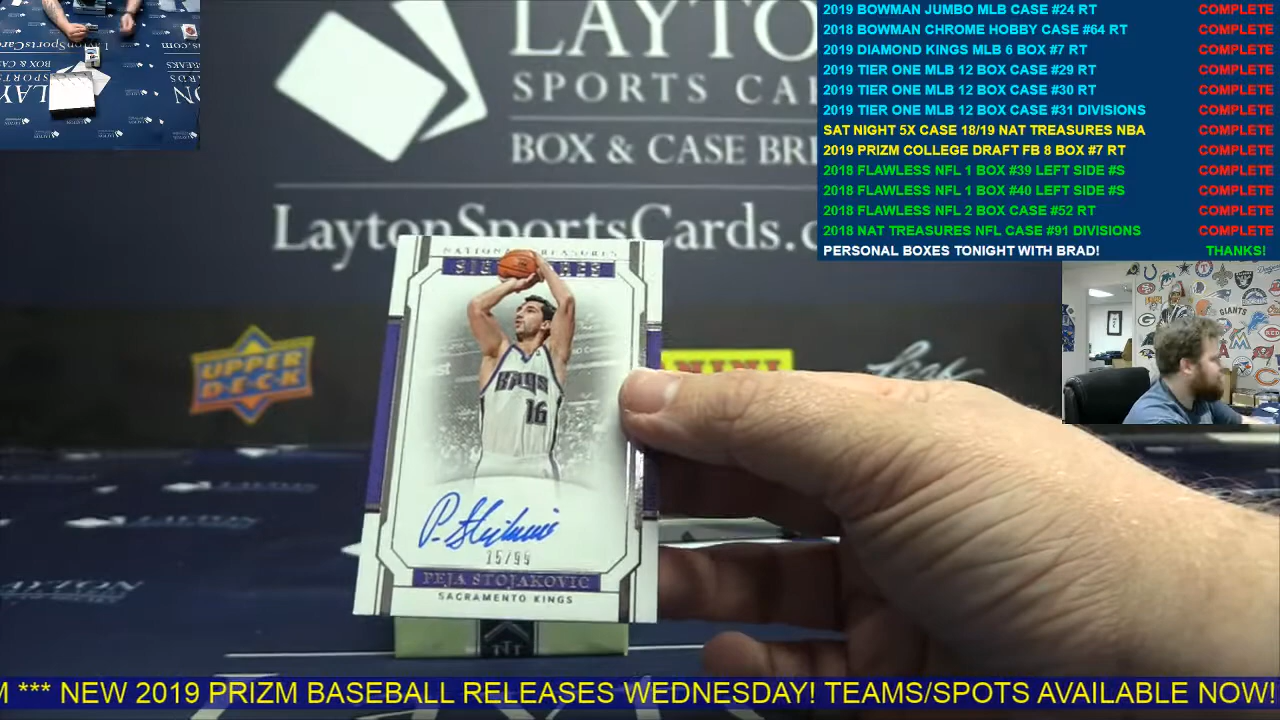 LAYTON
SPORTS CA
BOX & CASE BRE
LaytonSportsCards.c
2019 BOWMAN JUMBO MLB CASE #24 RT COMPLETE
2018 BOWMAN CHROME HOBBY CASE #64 RT COMPLETE
2019 DIAMOND KINGS MLB 6 BOX #7 RT COMPLETE
2019 TIER ONE MLB 12 BOX CASE #29 RT COMPLETE
2019 TIER ONE MLB 12 BOX CASE #30 RT COMPLETE
2019 TIER ONE MLB 12 BOX CASE #31 DIVISIONS COMPLETE
SAT NIGHT 5X CASE 18/19 NAT TREASURES NBA COMPLETE
2019 PRIZM COLLEGE DRAFT FB 8 BOX #7 RT COMPLETE
2018 FLAWLESS NFL 1 BOX #39 LEFT SIDE #S COMPLETE
2018 FLAWLESS NFL 1 BOX #40 LEFT SIDE #S COMPLETE
2018 FLAWLESS NFL 2 BOX CASE #52 RT COMPLETE
2018 NAT TREASURES NFL CASE #91 DIVISIONS COMPLETE
PERSONAL BOXES TONIGHT WITH BRAD! THANKS!
NATIONAL TREASURES
KINGS
16
75/99
PEJA STOJAKOVIC
SACRAMENTO KINGS
UPPER
DECK
PANINI
Leaf
GIANTS
M *** NEW 2019 PRIZM BASEBALL RELEASES WEDNESDAY! TEAMS/SPOTS AVAILABLE NOW!